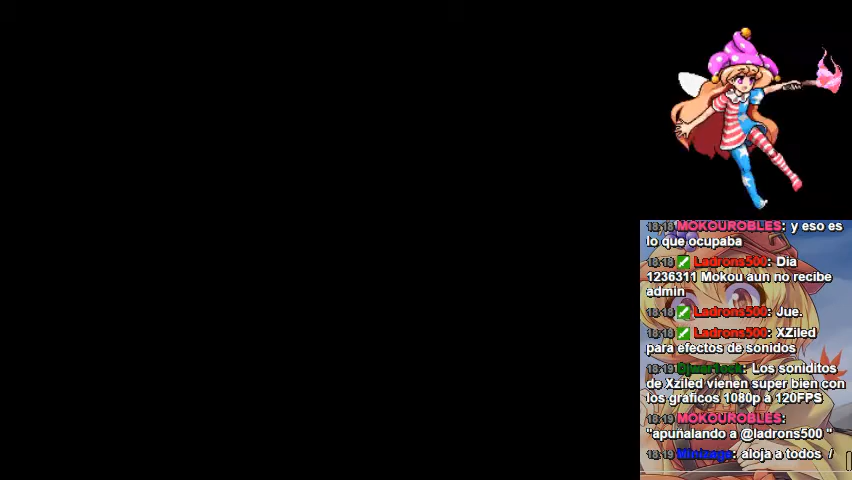 18:18 MOKOUROBLES: y eso es
lo que ocupaba
18:18 Ladrons500: Dia
1236311 Mokou aun no recibe
admin
18:18 Ladrons500: Jue.
18:18 Ladrons500: XZiled
para efectos de sonidos
18:19 Djwar1ock: Los soniditos
de Xziled vienen super bien con
los graficos 1080p á 120FPS
18:19 MOKOUROBLES:
"apuñalando a @ladrons500 "
18:19 Miniaega: aloja a todos /